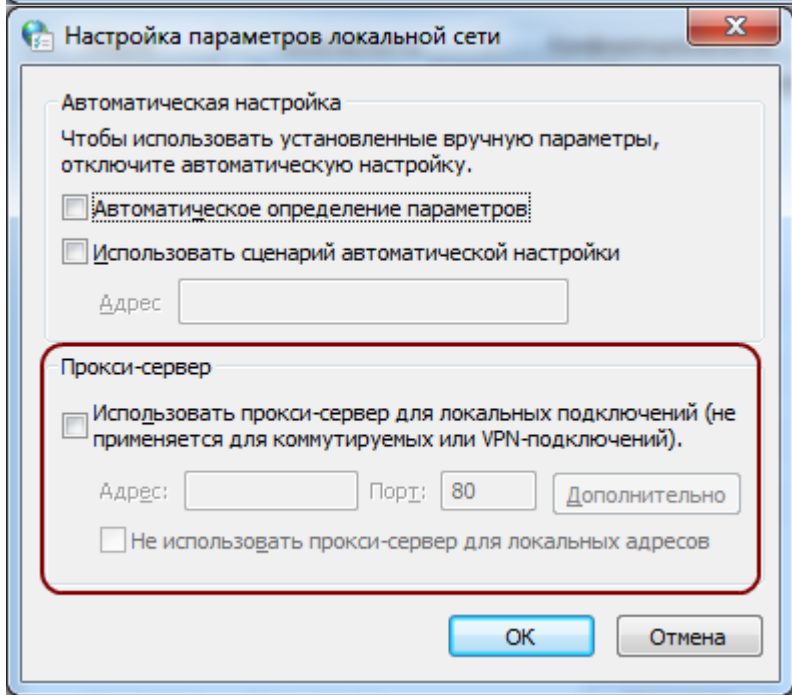 Настройка параметров локальной сети
Автоматическая настройка
Чтобы использовать установленные вручную параметры,
отключите автоматическую настройку.
Автоматическое определение параметров
Использовать сценарий автоматической настройки
Адрес
Прокси-сервер
Использовать прокси-сервер для локальных подключений (не
применяется для коммутируемых или VPN-подключений).
Адрес: Порт: 80 Дополнительно
Не использовать прокси-сервер для локальных адресов
ОК Отмена